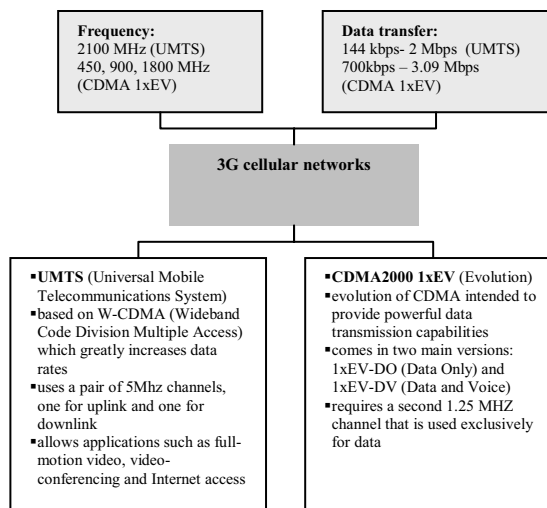 Frequency:
2100 MHz (UMTS)
450, 900, 1800 MHz
(CDMA 1xEV)
Data transfer:
144 kbps- 2 Mbps (UMTS)
700kbps – 3.09 Mbps
(CDMA 1xEV)
3G cellular networks
▪UMTS (Universal Mobile
Telecommunications System)
▪based on W-CDMA (Wideband
Code Division Multiple Access)
which greatly increases data
rates
▪uses a pair of 5Mhz channels,
one for uplink and one for
downlink
▪allows applications such as full-
motion video, video-
conferencing and Internet access
▪CDMA2000 1xEV (Evolution)
▪evolution of CDMA intended to
provide powerful data
transmission capabilities
▪comes in two main versions:
1xEV-DO (Data Only) and
1xEV-DV (Data and Voice)
▪requires a second 1.25 MHZ
channel that is used exclusively
for data